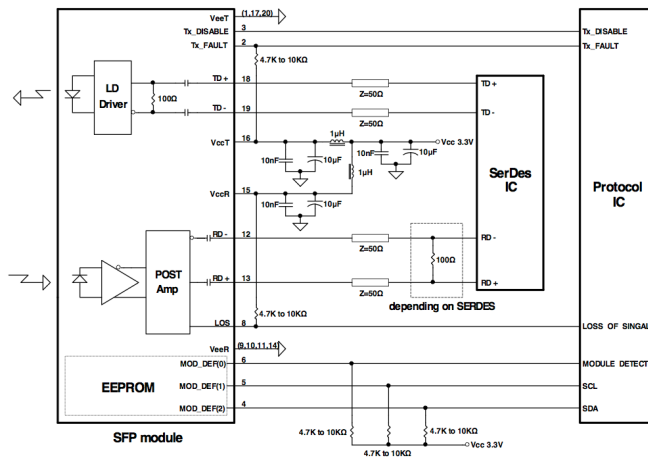 VeeT (1,17,20)
Tx_DISABLE 3 Tx_DISABLE
Tx_FAULT 2 Tx_FAULT
4.7K to 10KΩ
LD
Driver
100Ω
TD+ 18 TD+
Z=50Ω
TD - 19 TD -
Z=50Ω
VccT 16 1µH Vcc 3.3V
10nF 10µF 10nF 10µF
1µH
SerDes
IC
Protocol
IC
VccR 15
10nF 10µF
RD - 12 RD -
Z=50Ω
100Ω
POST
Amp
RD+ 13 RD+
Z=50Ω
depending on SERDES
4.7K to 10KΩ
LOS 8 LOSS OF SINGAL
VeeR (9,10,11,14)
EEPROM
MOD_DEF(0) 6 MODULE DETECT
MOD_DEF(1) 5 SCL
MOD_DEF(2) 4 SDA
4.7K to 10KΩ 4.7K to 10KΩ
4.7K to 10KΩ
Vcc 3.3V
SFP module